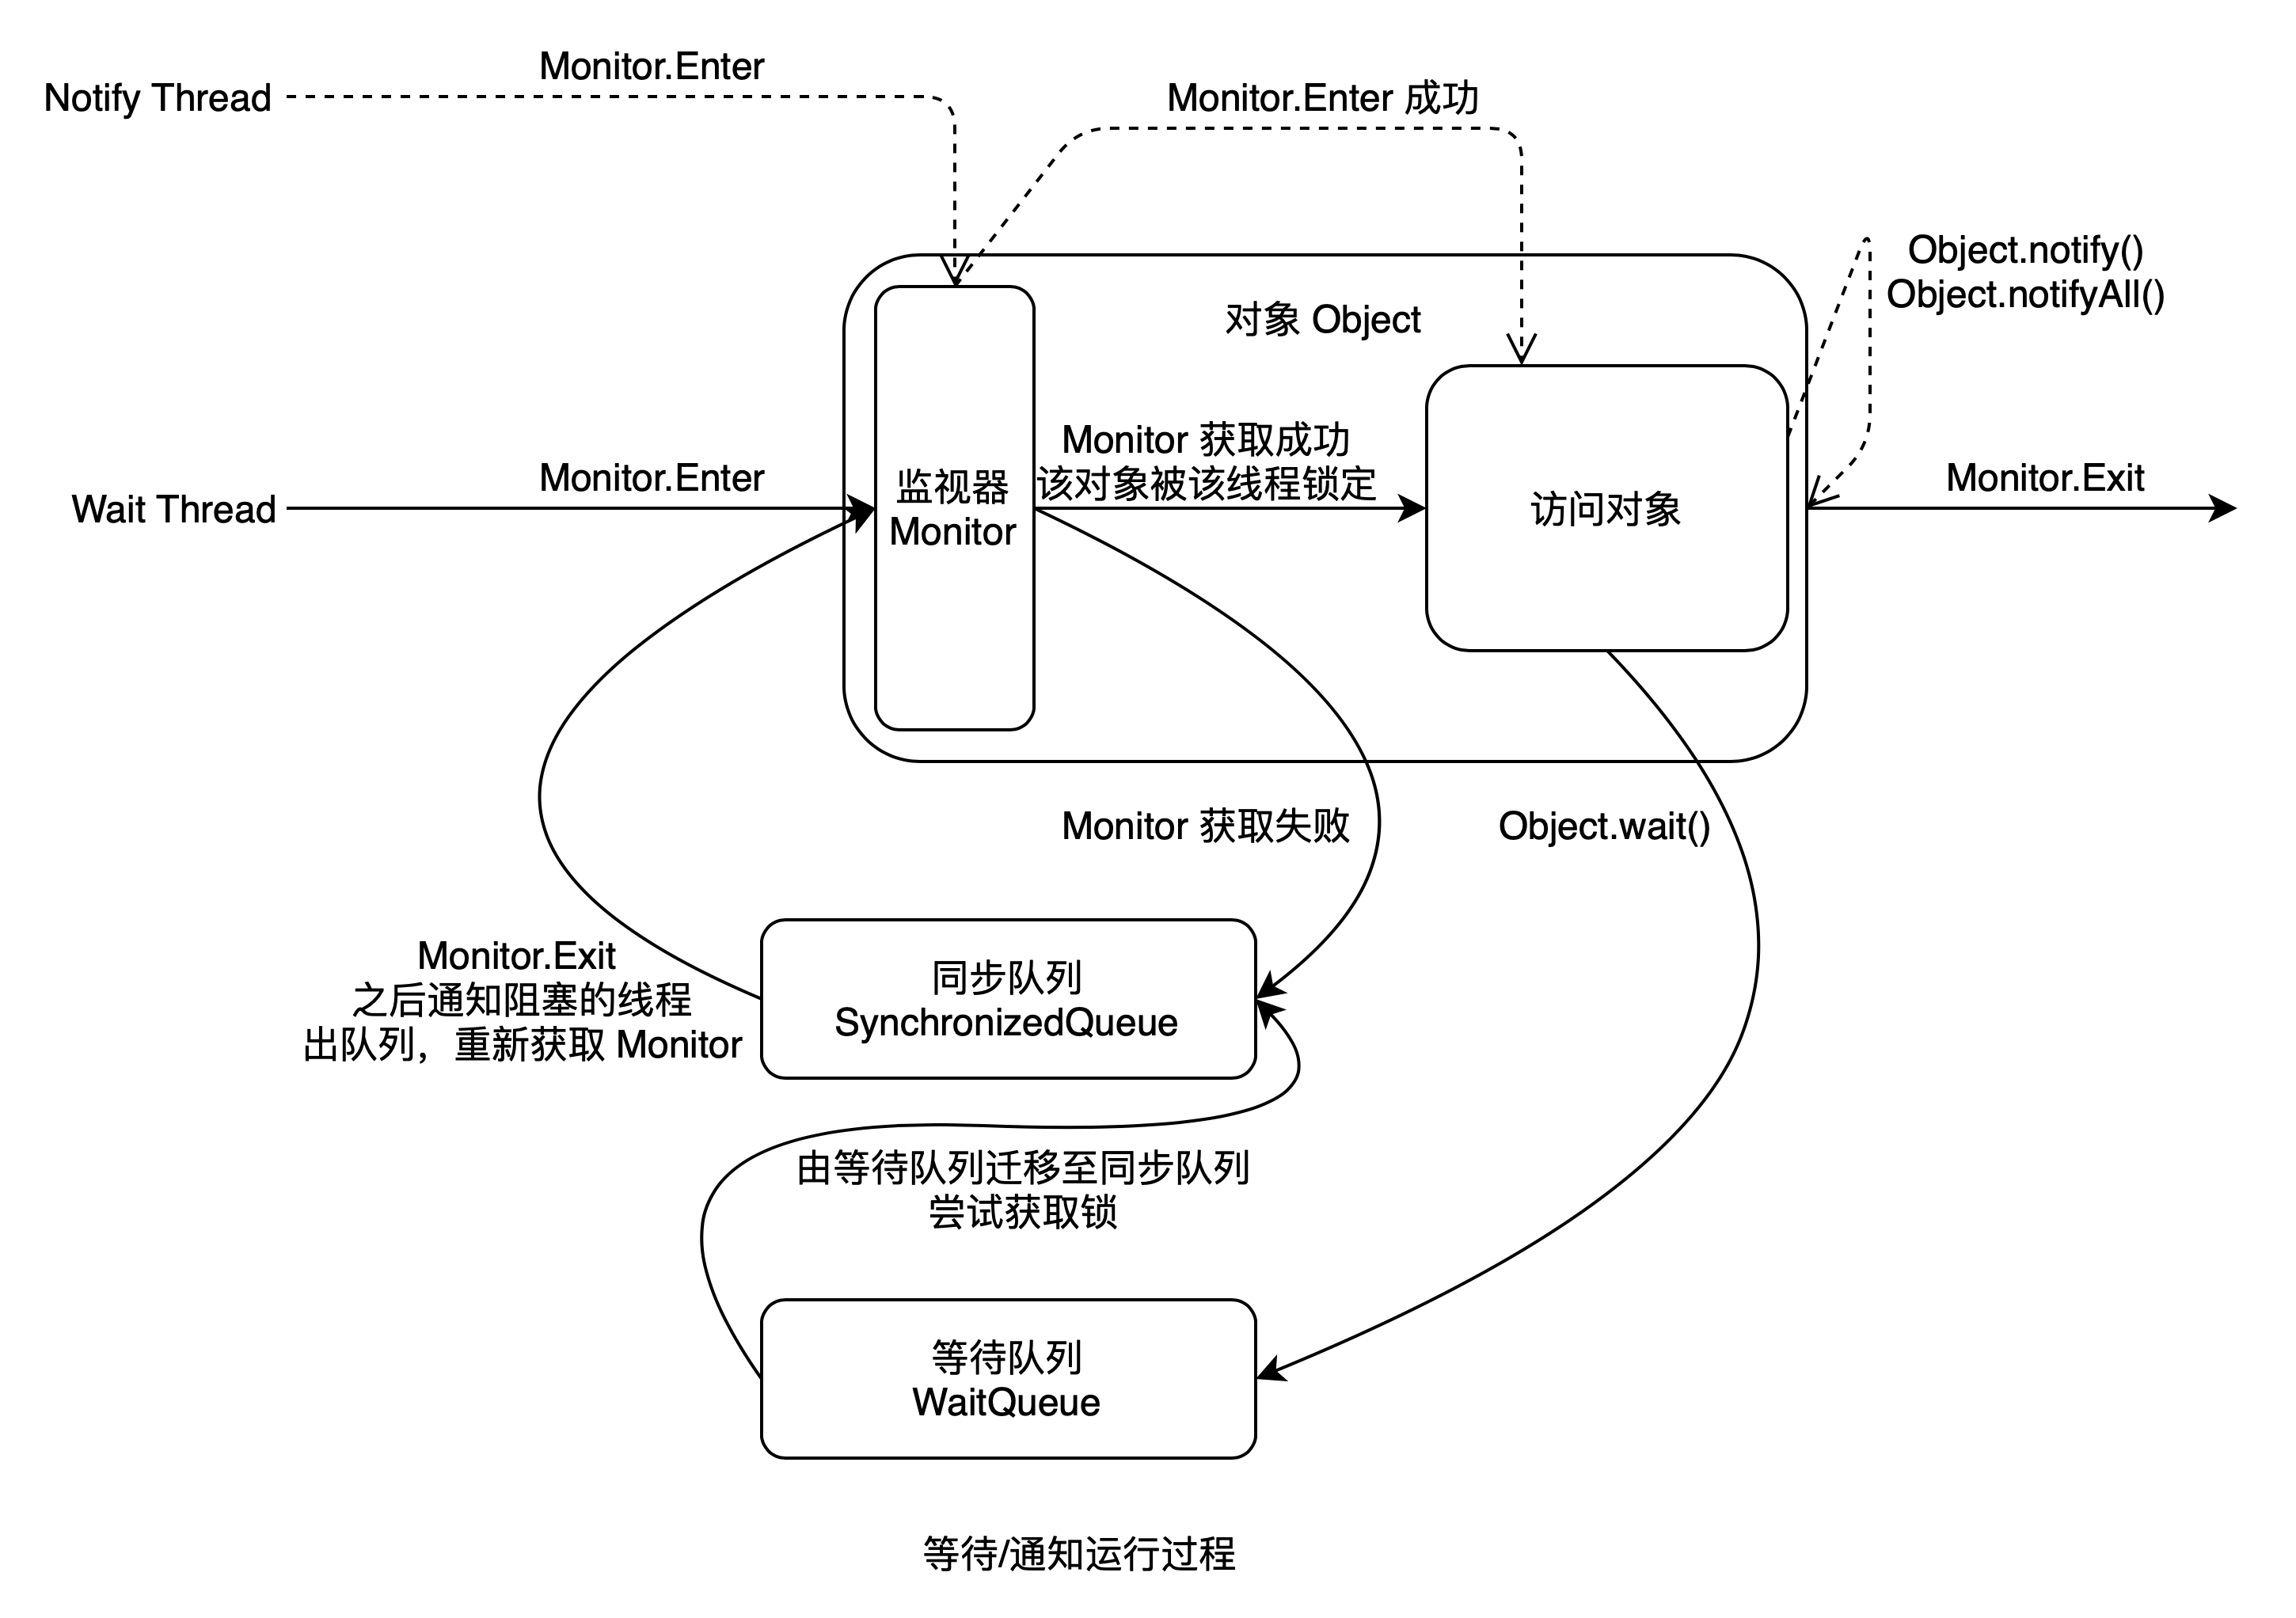 Monitor.Enter
Notify Thread
Monitor.Enter 成功
Object.notify()
Object.notifyAll()
对象 Object
Monitor 获取成功
该对象被该线程锁定
Monitor.Enter
Wait Thread
监视器
Monitor
访问对象
Monitor.Exit
Monitor 获取失败
Object.wait()
Monitor.Exit
之后通知阻塞的线程
出队列，重新获取 Monitor
同步队列
SynchronizedQueue
由等待队列迁移至同步队列
尝试获取锁
等待队列
WaitQueue
等待/通知运行过程